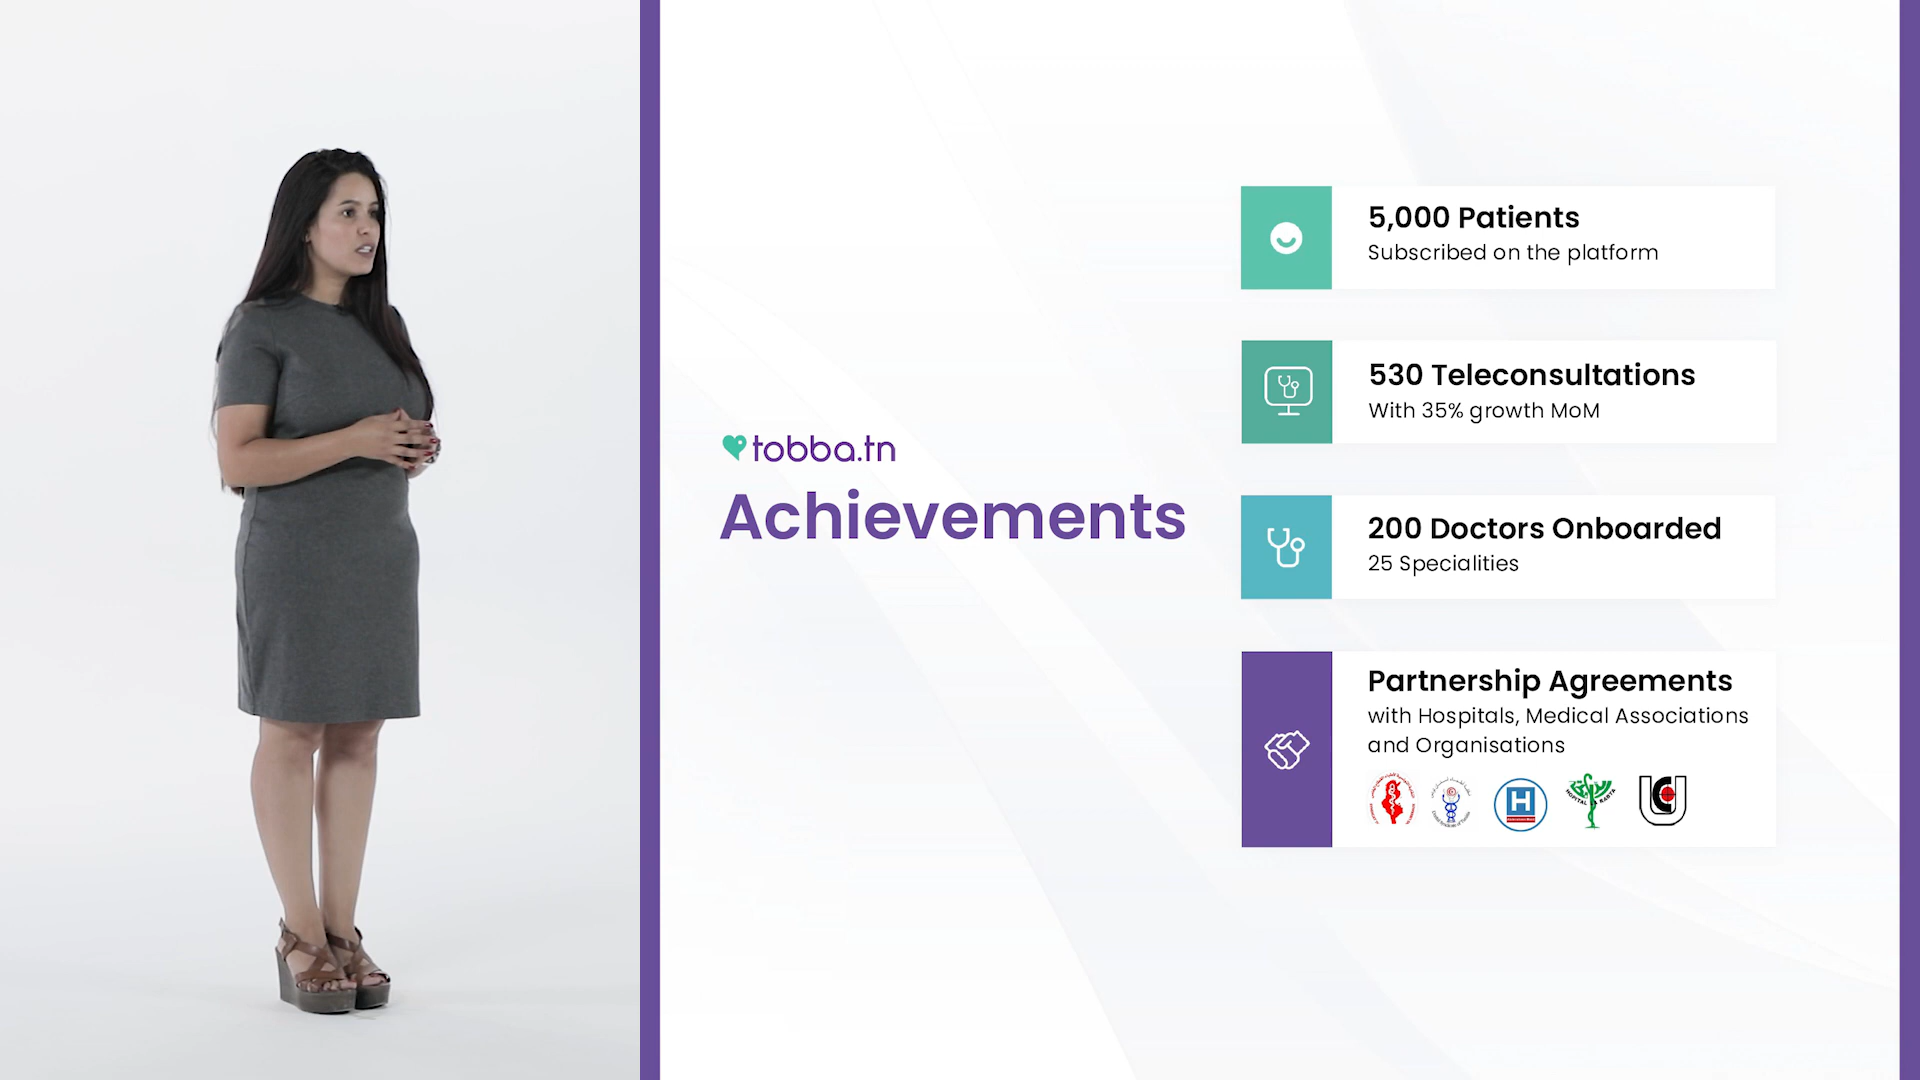 tobba.tn
Achievements
5,000 Patients
Subscribed on the platform
530 Teleconsultations
With 35% growth MoM
200 Doctors Onboarded
25 Specialities
Partnership Agreements
with Hospitals, Medical Associations
and Organisations
H